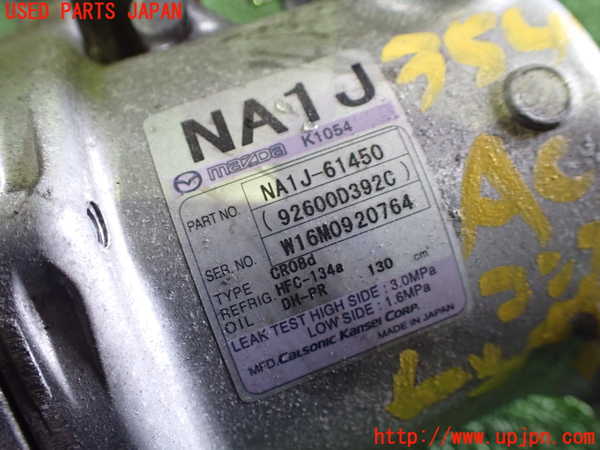 USED PARTS JAPAN
NA1J
mazda K1054
PART NO. NA1J-61450
(92600D392C)
SER. NO. W16M0920764
TYPE CR08d
REFRIG. HFC-134a 130 cm³
OIL DH-PR
LEAK TEST HIGH SIDE : 3.0MPa
LOW SIDE : 1.6MPa
MFD. Calsonic Kansei Corp.
MADE IN JAPAN
354
AC
http://www.upjpn.com/